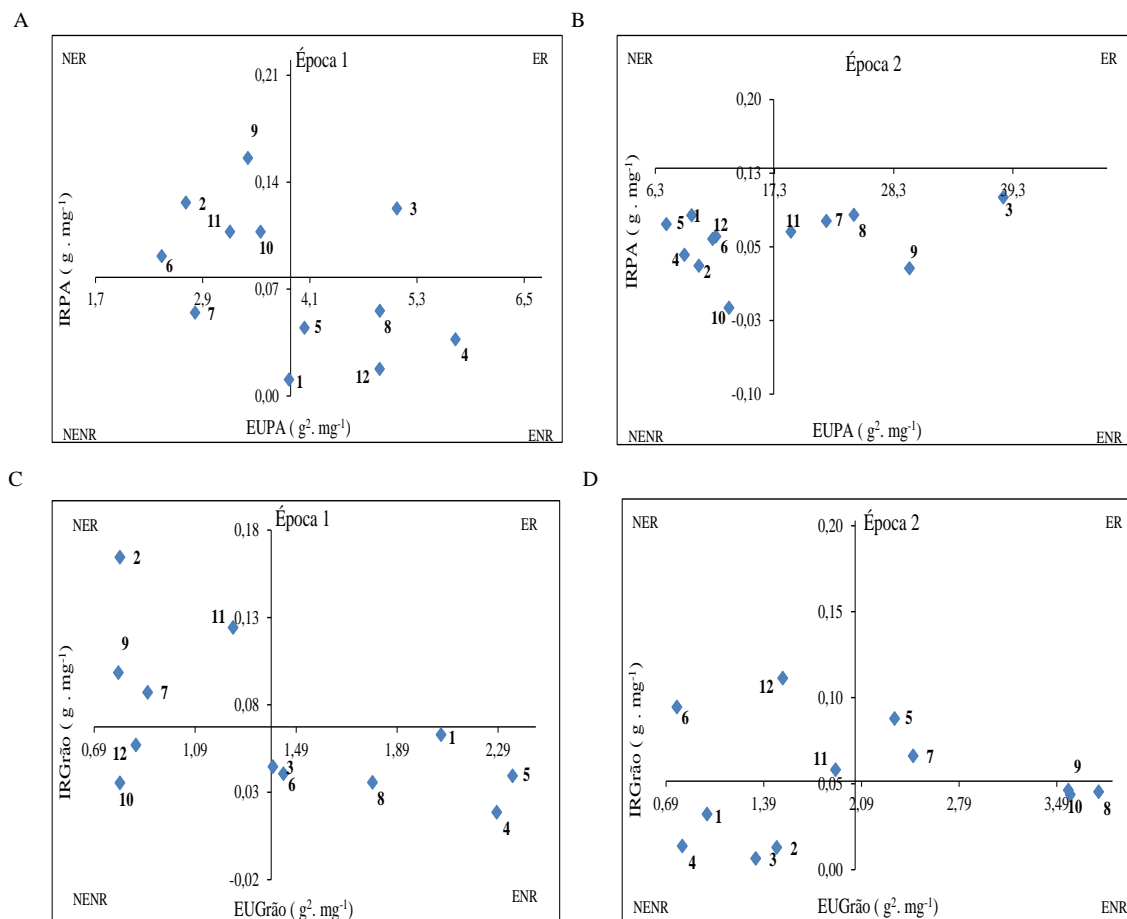 A
NER
Época 1
ER
0,21
0,14
0,07
0,00
1,7
2,9
4,1
5,3
6,5
9
2
3
11
10
6
7
5
8
4
12
1
IRPA ( g . mg⁻¹)
EUPA ( g². mg⁻¹)
NENR
ENR
B
NER
Época 2
ER
0,20
0,13
0,05
-0,03
-0,10
6,3
17,3
28,3
39,3
5
1
12
6
4
2
10
11
7
8
9
3
IRPA ( g . mg⁻¹)
EUPA ( g². mg⁻¹)
NENR
ENR
C
NER
Época 1
ER
0,18
0,13
0,08
0,03
-0,02
0,69
1,09
1,49
1,89
2,29
2
11
9
7
12
10
3
6
1
8
5
4
IRGrão ( g . mg⁻¹)
EUGrão ( g². mg⁻¹)
NENR
ENR
D
NER
Época 2
ER
0,20
0,15
0,10
0,05
0,00
0,69
1,39
2,09
2,79
3,49
12
6
5
7
11
9
10
8
1
4
3
2
IRGrão ( g . mg⁻¹)
EUGrão ( g². mg⁻¹)
NENR
ENR